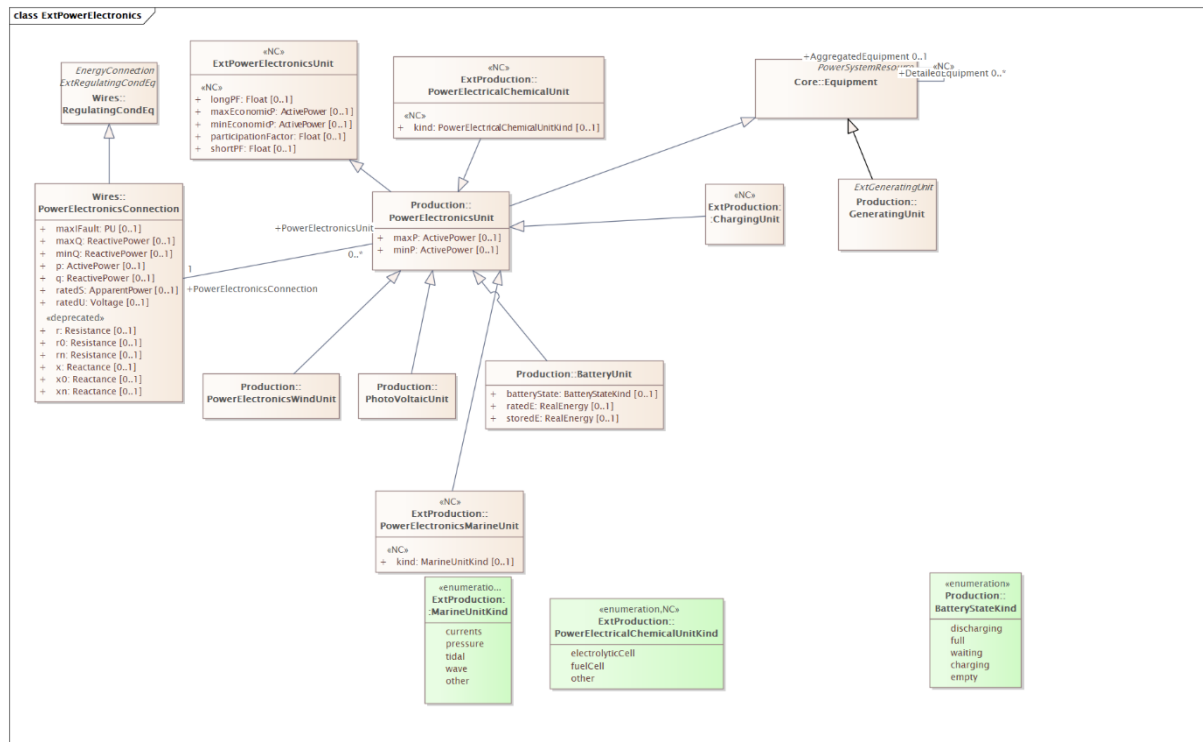 class ExtPowerElectronics
EnergyConnection
ExtRegulatingCondEq
Wires::
RegulatingCondEq
«NC»
ExtPowerElectronicsUnit
«NC»
+ longPF: Float [0..1]
+ maxEconomicP: ActivePower [0..1]
+ minEconomicP: ActivePower [0..1]
+ participationFactor: Float [0..1]
+ shortPF: Float [0..1]
«NC»
ExtProduction::
PowerElectricalChemicalUnit
«NC»
+ kind: PowerElectricalChemicalUnitKind [0..1]
+AggregatedEquipment 0..1
PowerSystemResource
«NC»
+DetailedEquipment 0..*
Core::Equipment
Wires::
PowerElectronicsConnection
+ maxIFault: PU [0..1]
+ maxQ: ReactivePower [0..1]
+ minQ: ReactivePower [0..1]
+ p: ActivePower [0..1]
+ q: ReactivePower [0..1]
+ ratedS: ApparentPower [0..1]
+ ratedU: Voltage [0..1]
«deprecated»
+ r: Resistance [0..1]
+ r0: Resistance [0..1]
+ rn: Resistance [0..1]
+ x: Reactance [0..1]
+ x0: Reactance [0..1]
+ xn: Reactance [0..1]
+PowerElectronicsUnit
0..*
1
+PowerElectronicsConnection
Production::
PowerElectronicsUnit
+ maxP: ActivePower [0..1]
+ minP: ActivePower [0..1]
«NC»
ExtProduction:
:ChargingUnit
ExtGeneratingUnit
Production::
GeneratingUnit
Production::
PowerElectronicsWindUnit
Production::
PhotoVoltaicUnit
Production::BatteryUnit
+ batteryState: BatteryStateKind [0..1]
+ ratedE: RealEnergy [0..1]
+ storedE: RealEnergy [0..1]
«NC»
ExtProduction::
PowerElectronicsMarineUnit
«NC»
+ kind: MarineUnitKind [0..1]
«enumeratio...
ExtProduction:
:MarineUnitKind
currents
pressure
tidal
wave
other
«enumeration,NC»
ExtProduction::
PowerElectricalChemicalUnitKind
electrolyticCell
fuelCell
other
«enumeration»
Production::
BatteryStateKind
discharging
full
waiting
charging
empty